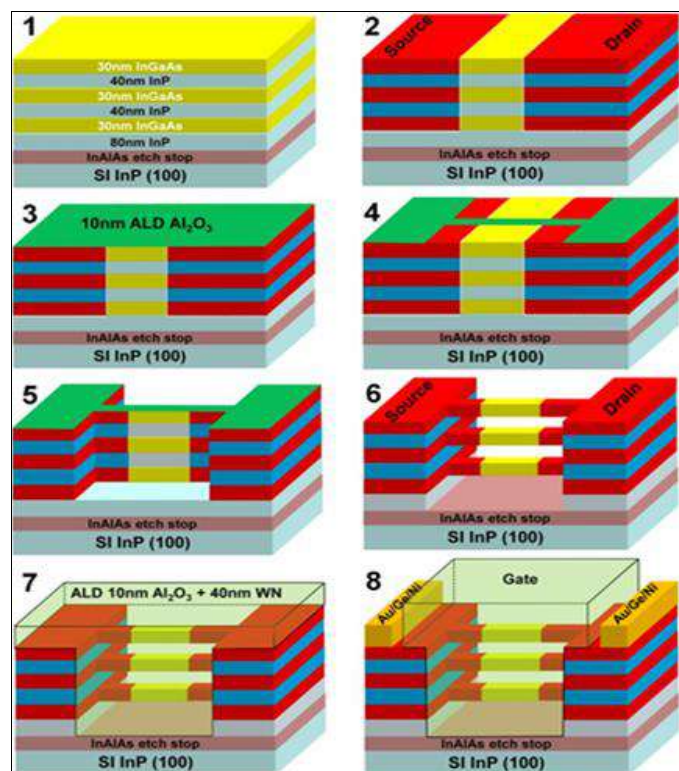 1
30nm InGaAs
40nm InP
30nm InGaAs
40nm InP
30nm InGaAs
80nm InP
InAlAs etch stop
SI InP (100)
2
Source
Drain
InAlAs etch stop
SI InP (100)
3
10nm ALD Al₂O₃
InAlAs etch stop
SI InP (100)
4
InAlAs etch stop
SI InP (100)
5
InAlAs etch stop
SI InP (100)
6
Source
Drain
InAlAs etch stop
SI InP (100)
7
ALD 10nm Al₂O₃ + 40nm WN
InAlAs etch stop
SI InP (100)
8
Au/Ge/Ni
Gate
Au/Ge/Ni
InAlAs etch stop
SI InP (100)